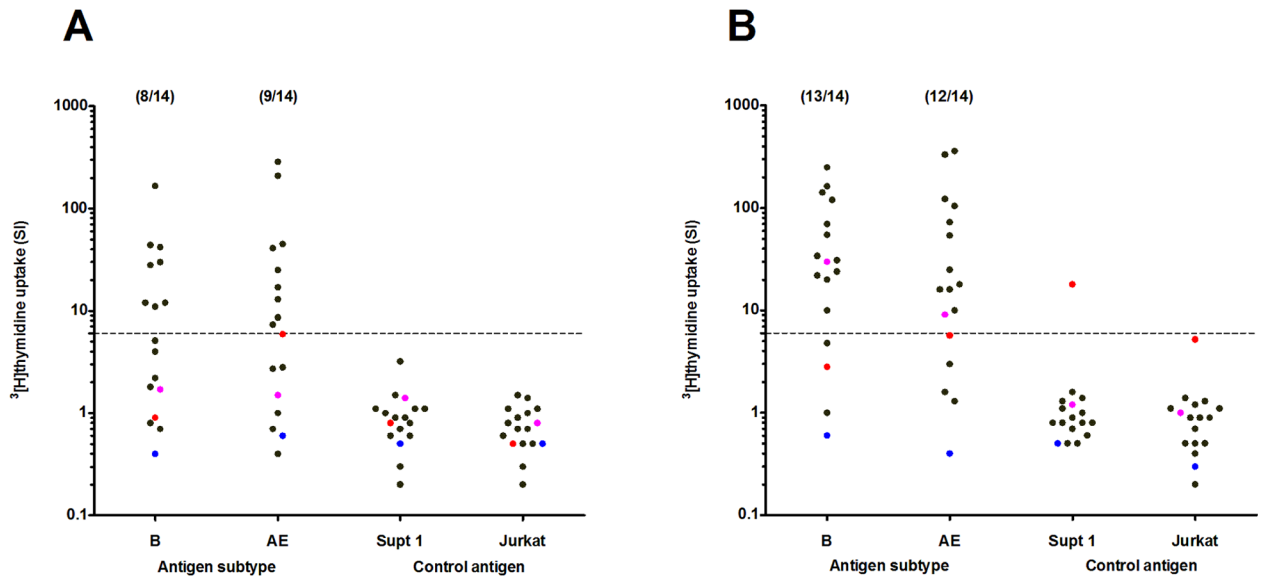 A
(8/14) (9/14)
1000
100
10
1
0.1
³[H]thymidine uptake (SI)
B AE Supt 1 Jurkat
Antigen subtype Control antigen
B
(13/14) (12/14)
1000
100
10
1
0.1
³[H]thymidine uptake (SI)
B AE Supt 1 Jurkat
Antigen subtype Control antigen